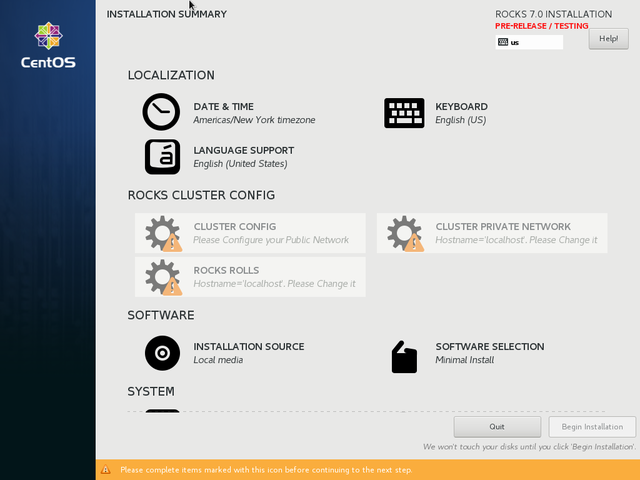 INSTALLATION SUMMARY
ROCKS 7.0 INSTALLATION
PRE-RELEASE / TESTING
us
Help!
CentOS
LOCALIZATION
DATE & TIME
Americas/New York timezone
KEYBOARD
English (US)
LANGUAGE SUPPORT
English (United States)
ROCKS CLUSTER CONFIG
CLUSTER CONFIG
Please Configure your Public Network
CLUSTER PRIVATE NETWORK
Hostname='localhost'. Please Change it
ROCKS ROLLS
Hostname='localhost'. Please Change it
SOFTWARE
INSTALLATION SOURCE
Local media
SOFTWARE SELECTION
Minimal Install
SYSTEM
Quit
Begin Installation
We won't touch your disks until you click 'Begin Installation'.
Please complete items marked with this icon before continuing to the next step.